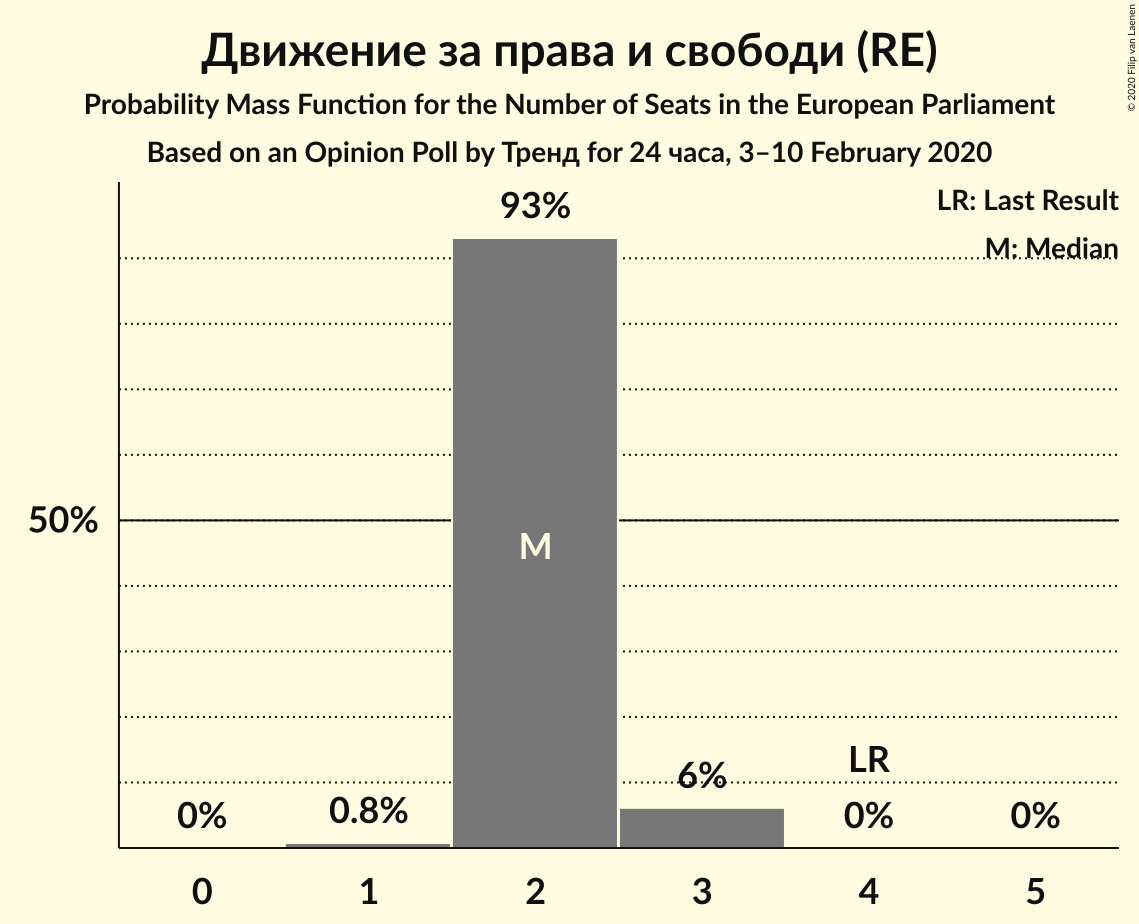 Движение за права и свободи (RE)
Probability Mass Function for the Number of Seats in the European Parliament
Based on an Opinion Poll by Тренд for 24 часа, 3–10 February 2020
© 2020 Filip van Laenen
LR: Last Result
M: Median
93%
50%
M
LR
0%
0.8%
6%
0%
0%
0
1
2
3
4
5